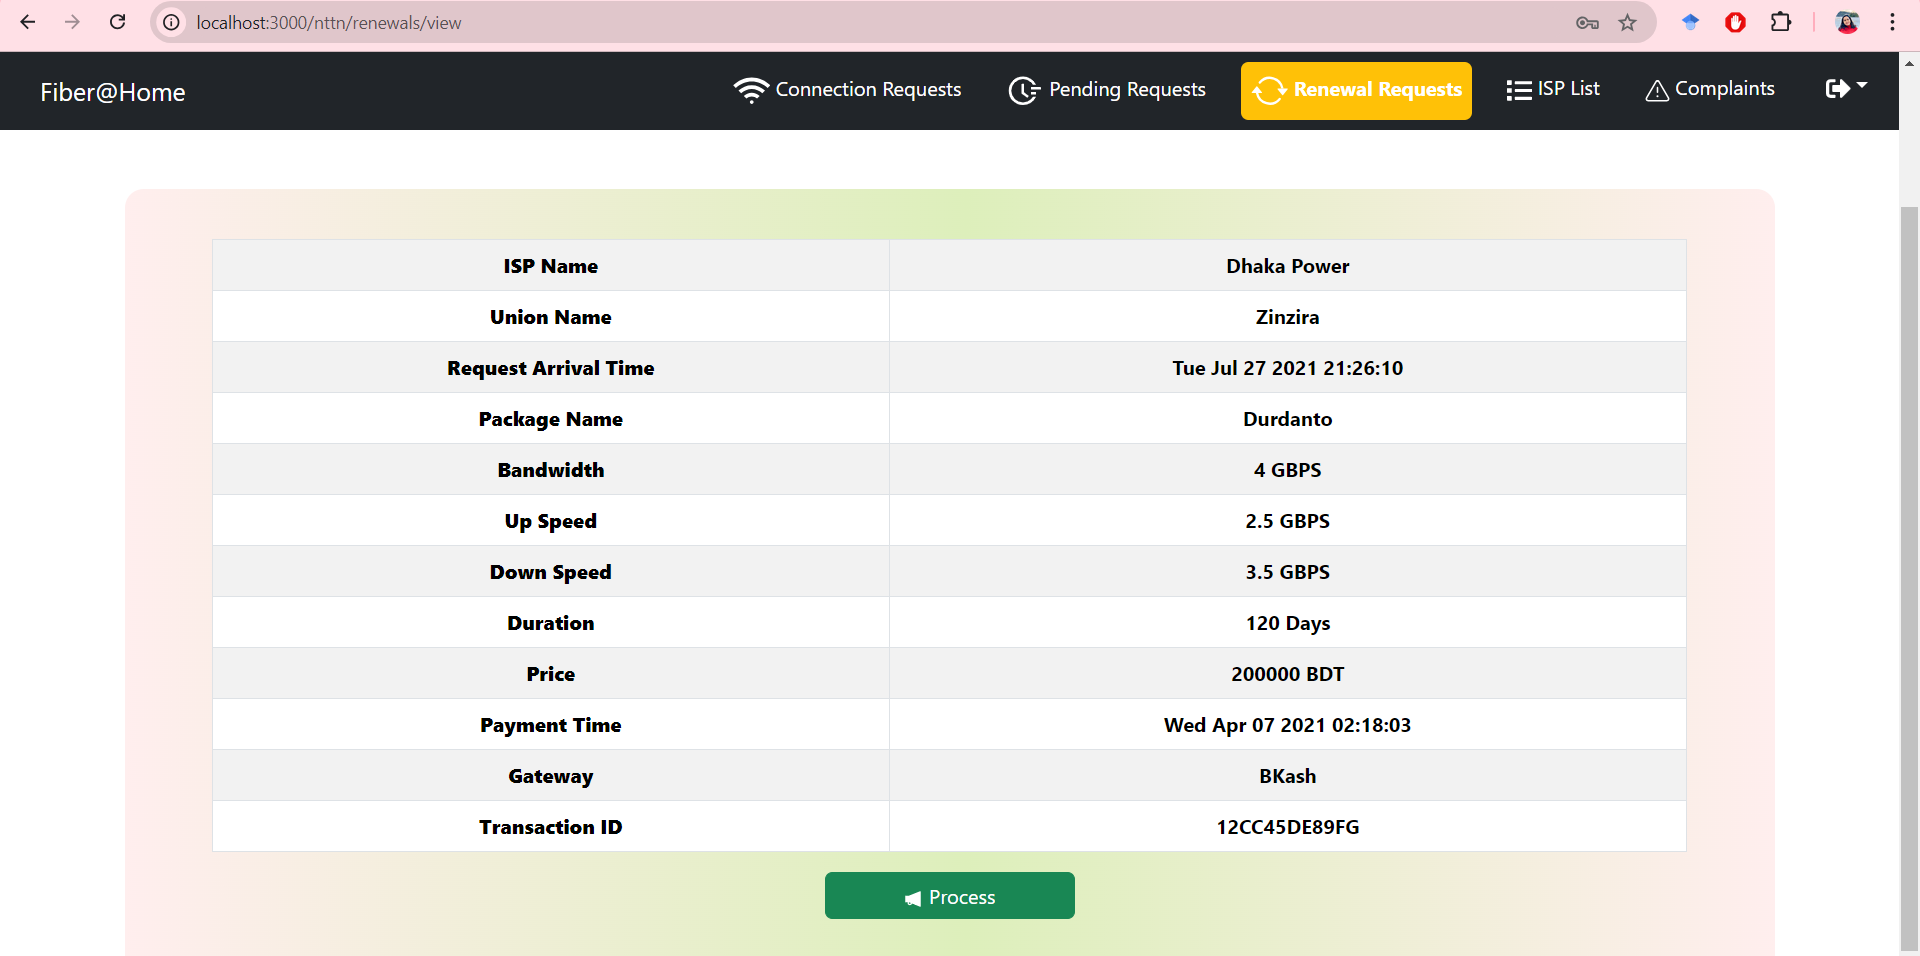 localhost:3000/nttn/renewals/view
Fiber@Home
Connection Requests
Pending Requests
Renewal Requests
ISP List
Complaints
ISP Name Dhaka Power
Union Name Zinzira
Request Arrival Time Tue Jul 27 2021 21:26:10
Package Name Durdanto
Bandwidth 4 GBPS
Up Speed 2.5 GBPS
Down Speed 3.5 GBPS
Duration 120 Days
Price 200000 BDT
Payment Time Wed Apr 07 2021 02:18:03
Gateway BKash
Transaction ID 12CC45DE89FG
Process